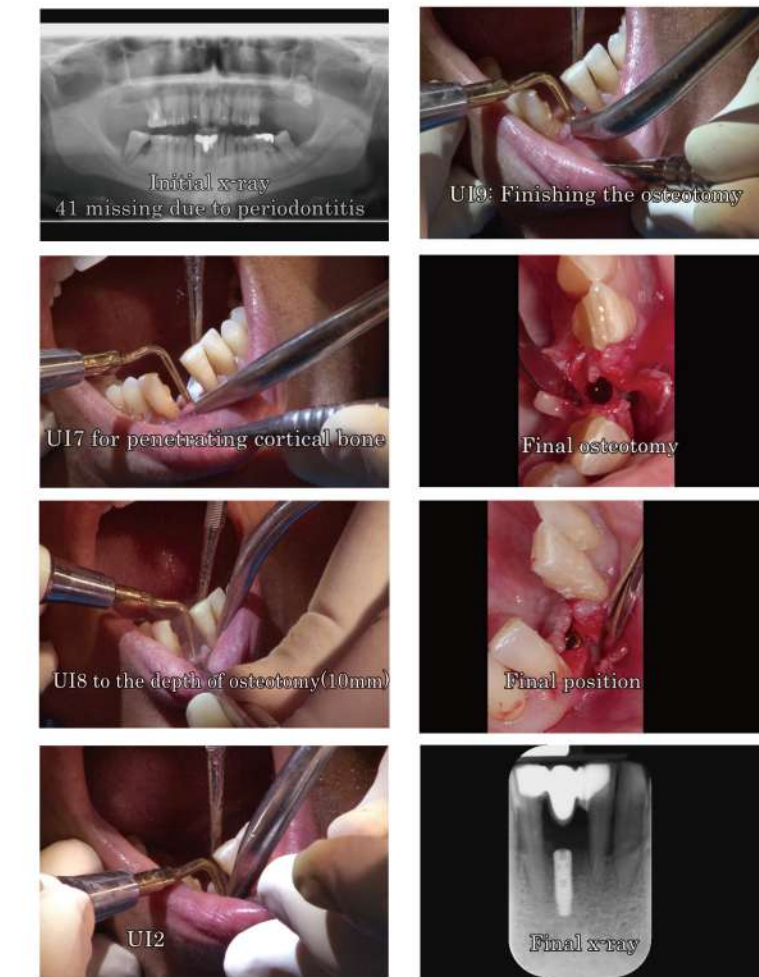 Initial x-ray
41 missing due to periodontitis
UI7 for penetrating cortical bone
UI8 to the depth of osteotomy(10mm)
UI2
UI9: Finishing the osteotomy
Final osteotomy
Final position
Final x-ray